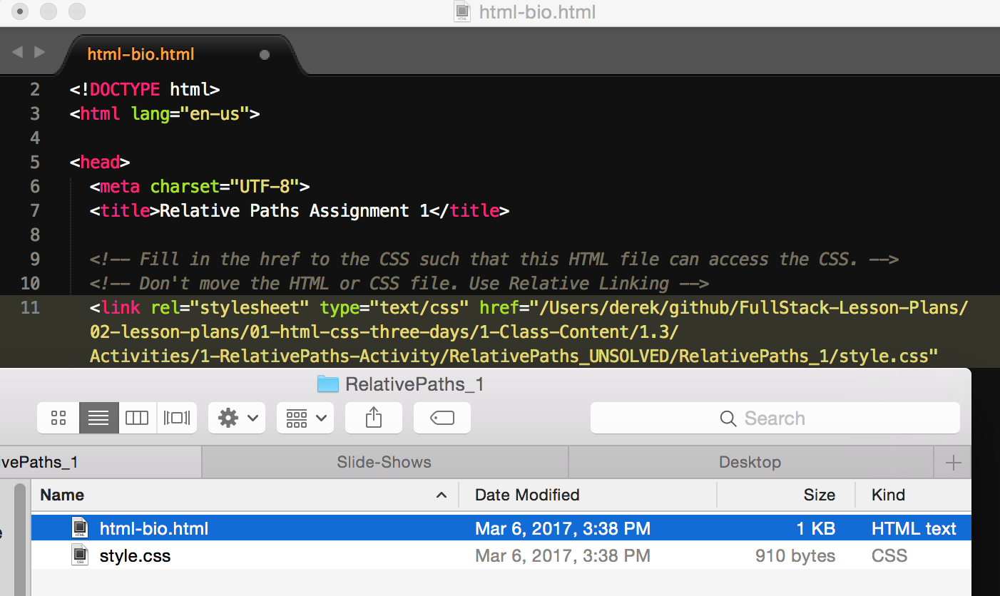 html-bio.html
html-bio.html
2 <!DOCTYPE html>
3 <html lang="en-us">
4
5 <head>
6 <meta charset="UTF-8">
7 <title>Relative Paths Assignment 1</title>
8
9 <!-- Fill in the href to the CSS such that this HTML file can access the CSS. -->
10 <!-- Don't move the HTML or CSS file. Use Relative Linking -->
11 <link rel="stylesheet" type="text/css" href="/Users/derek/github/FullStack-Lesson-Plans/
02-lesson-plans/01-html-css-three-days/1-Class-Content/1.3/
Activities/1-RelativePaths-Activity/RelativePaths_UNSOLVED/RelativePaths_1/style.css"
RelativePaths_1
Search
ivePaths_1 Slide-Shows Desktop
Name Date Modified Size Kind
html-bio.html Mar 6, 2017, 3:38 PM 1 KB HTML text
style.css Mar 6, 2017, 3:38 PM 910 bytes CSS